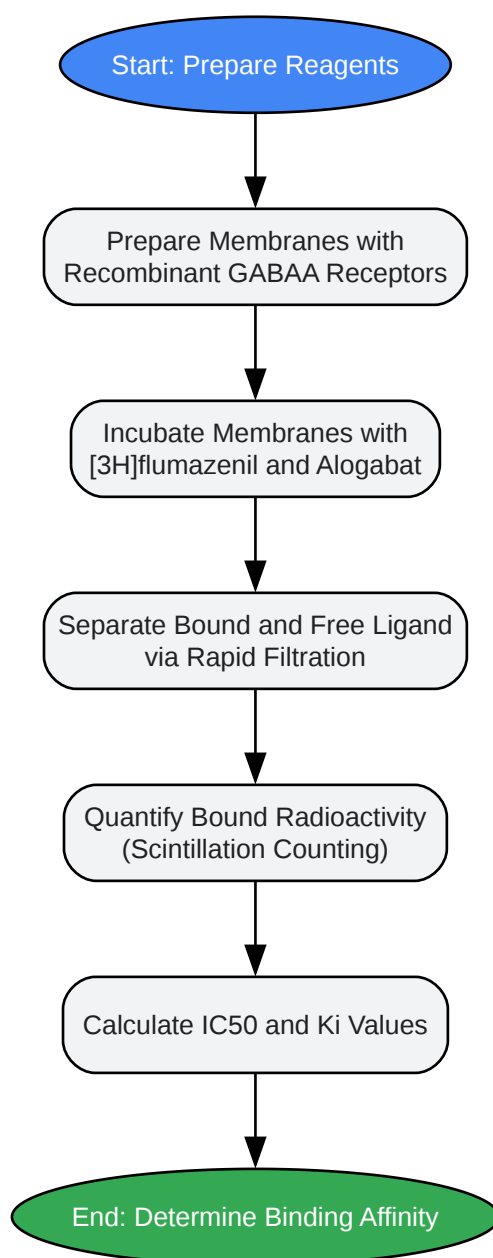 Start: Prepare Reagents
Prepare Membranes with
Recombinant GABAA Receptors
Incubate Membranes with
[3H]flumazenil and Alogabat
Separate Bound and Free Ligand
via Rapid Filtration
Quantify Bound Radioactivity
(Scintillation Counting)
Calculate IC50 and Ki Values
End: Determine Binding Affinity